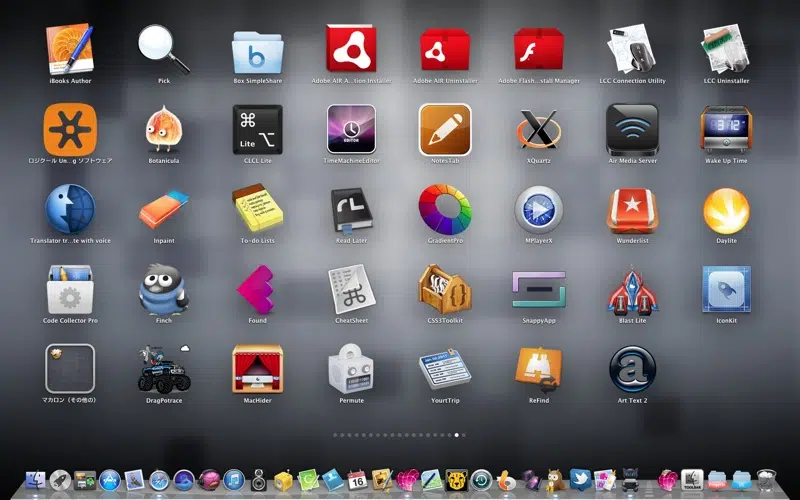 iBooks Author
Pick
Box SimpleShare
Adobe AIR A...tion Installer
Adobe AIR Uninstaller
Adobe Flash...stall Manager
LCC Connection Utility
LCC Uninstaller
ロジクール Un...g ソフトウェア
Botanicula
CLCL Lite
TimeMachineEditor
NotesTab
XQuartz
Air Media Server
Wake Up Time
Translator tr...te with voice
Inpaint
To-do Lists
Read Later
GradientPro
MPlayerX
Wunderlist
Daylite
Code Collector Pro
Finch
Found
CheatSheet
CSS3Toolkit
SnappyApp
Blast Lite
IconKit
マカロン（その他の）
DragPotrace
MacHider
Permute
YourtTrip
ReFind
Art Text 2
Lite
EDITOR
3:12
16